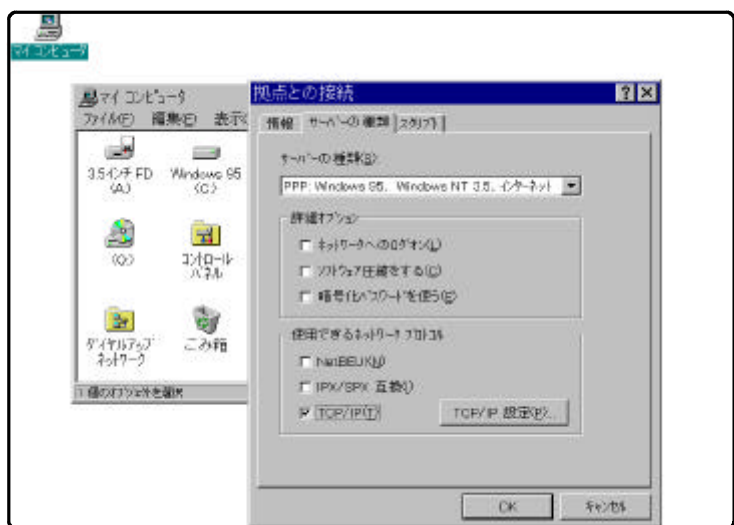 マイ コンピュータ
マイ コンピュータ
ファイル(F) 編集(E) 表示(
3.5インチ FD
(A:)
Windows 95
(C:)
(Q:)
コントロール
パネル
ダイヤルアップ
ネットワーク
ごみ箱
1 個のオブジェクトを選択
拠点との接続
情報 サーバーの種類 スクリプト
サーバーの種類(S):
PPP: Windows 95、Windows NT 3.5、インターネット
詳細オプション
ネットワークへのログオン(L)
ソフトウェア圧縮をする(C)
暗号化パスワードを使う(E)
使用できるネットワーク プロトコル
NetBEUI(N)
IPX/SPX 互換(I)
TCP/IP(T)
TCP/IP 設定(P)...
OK キャンセル